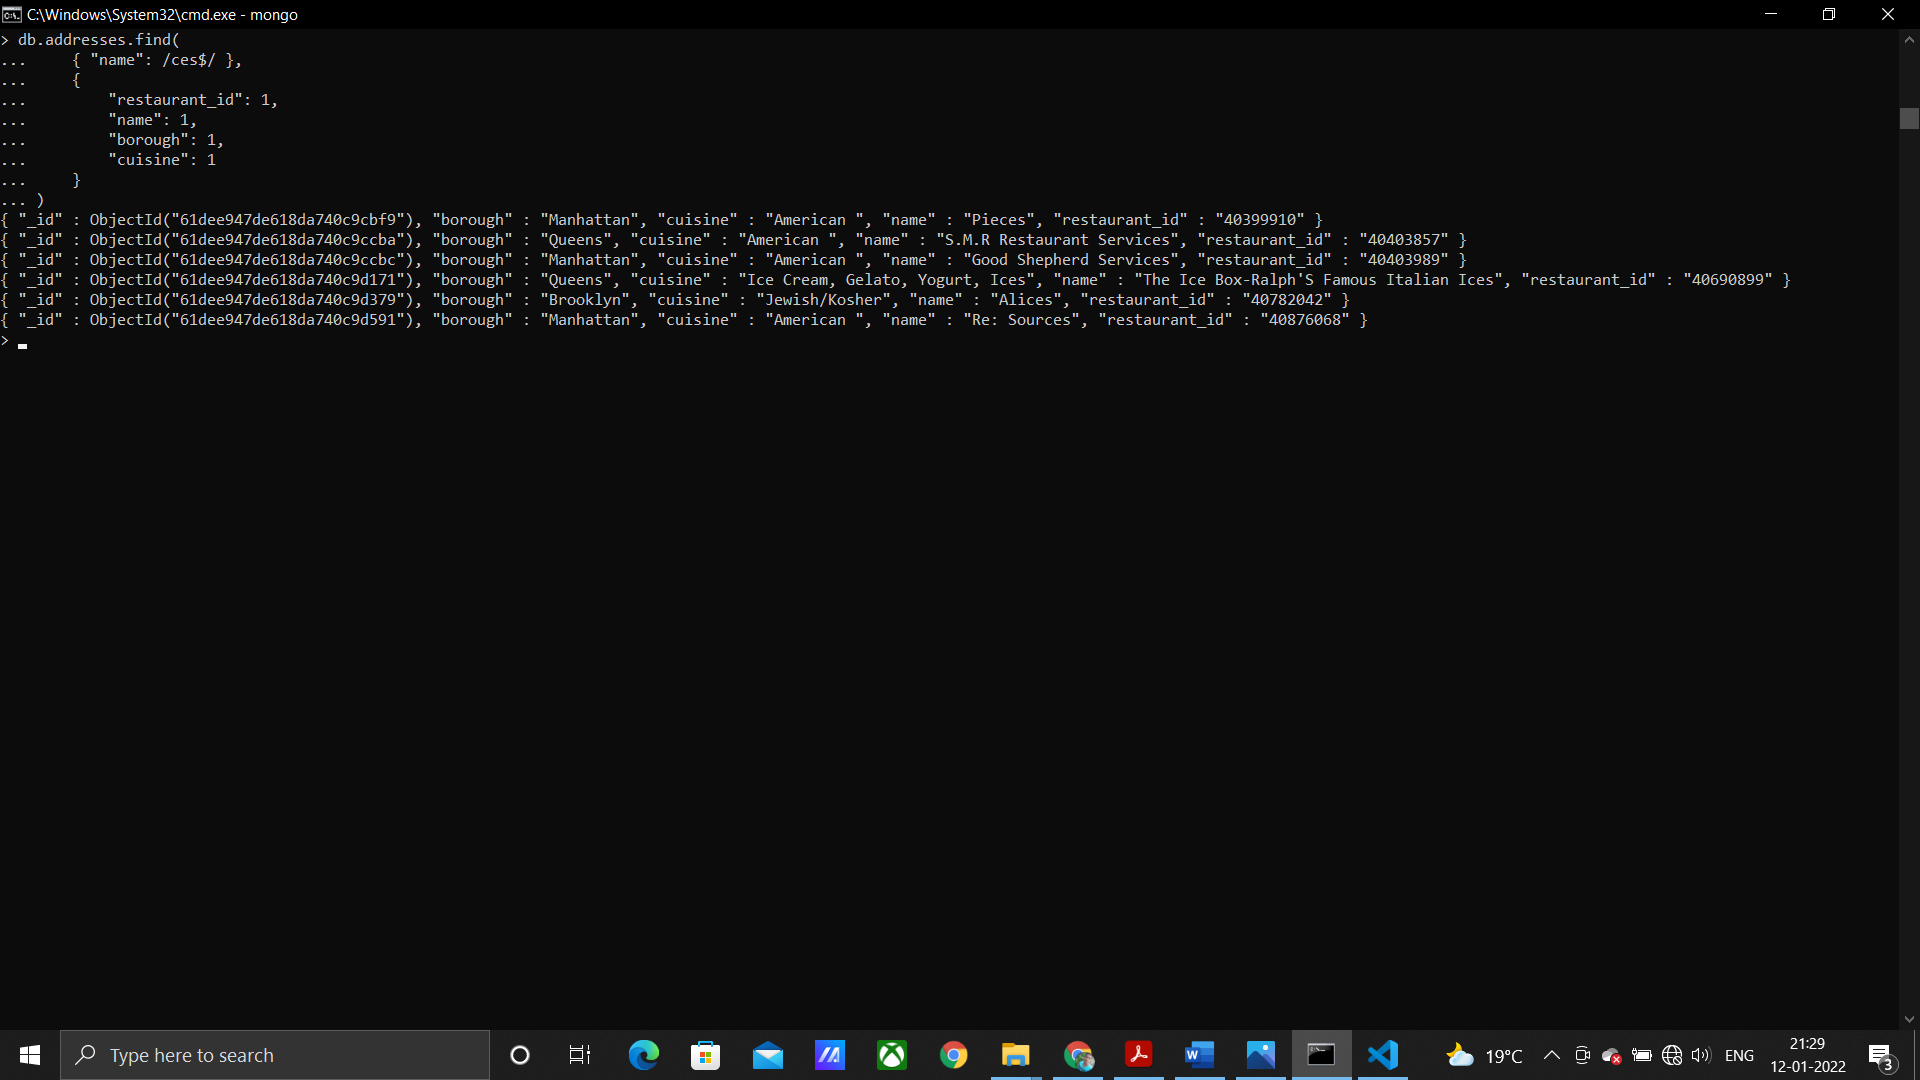 C:\Windows\System32\cmd.exe - mongo
> db.addresses.find(
...     { "name": /ces$/ },
...     {
...         "restaurant_id": 1,
...         "name": 1,
...         "borough": 1,
...         "cuisine": 1
...     }
... )
{ "_id" : ObjectId("61dee947de618da740c9cbf9"), "borough" : "Manhattan", "cuisine" : "American ", "name" : "Pieces", "restaurant_id" : "40399910" }
{ "_id" : ObjectId("61dee947de618da740c9ccba"), "borough" : "Queens", "cuisine" : "American ", "name" : "S.M.R Restaurant Services", "restaurant_id" : "40403857" }
{ "_id" : ObjectId("61dee947de618da740c9ccbc"), "borough" : "Manhattan", "cuisine" : "American ", "name" : "Good Shepherd Services", "restaurant_id" : "40403989" }
{ "_id" : ObjectId("61dee947de618da740c9d171"), "borough" : "Queens", "cuisine" : "Ice Cream, Gelato, Yogurt, Ices", "name" : "The Ice Box-Ralph'S Famous Italian Ices", "restaurant_id" : "40690899" }
{ "_id" : ObjectId("61dee947de618da740c9d379"), "borough" : "Brooklyn", "cuisine" : "Jewish/Kosher", "name" : "Alices", "restaurant_id" : "40782042" }
{ "_id" : ObjectId("61dee947de618da740c9d591"), "borough" : "Manhattan", "cuisine" : "American ", "name" : "Re: Sources", "restaurant_id" : "40876068" }
>
Type here to search
19°C
ENG
21:29
12-01-2022
3